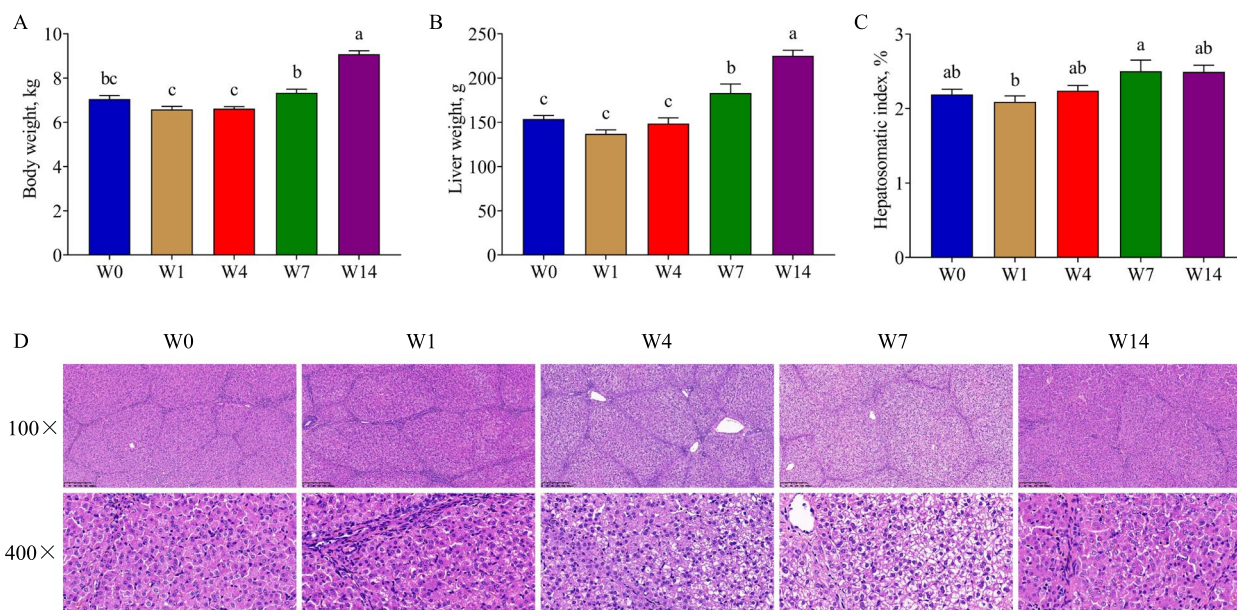 A
Body weight, kg
10
8
6
4
2
0
bc
c
c
b
a
W0 W1 W4 W7 W14
B
Liver weight, g
250
200
150
100
50
0
c
c
c
b
a
W0 W1 W4 W7 W14
C
Hepatosomatic index, %
3
2
1
0
ab
b
ab
a
ab
W0 W1 W4 W7 W14
D
W0 W1 W4 W7 W14
100×
400×